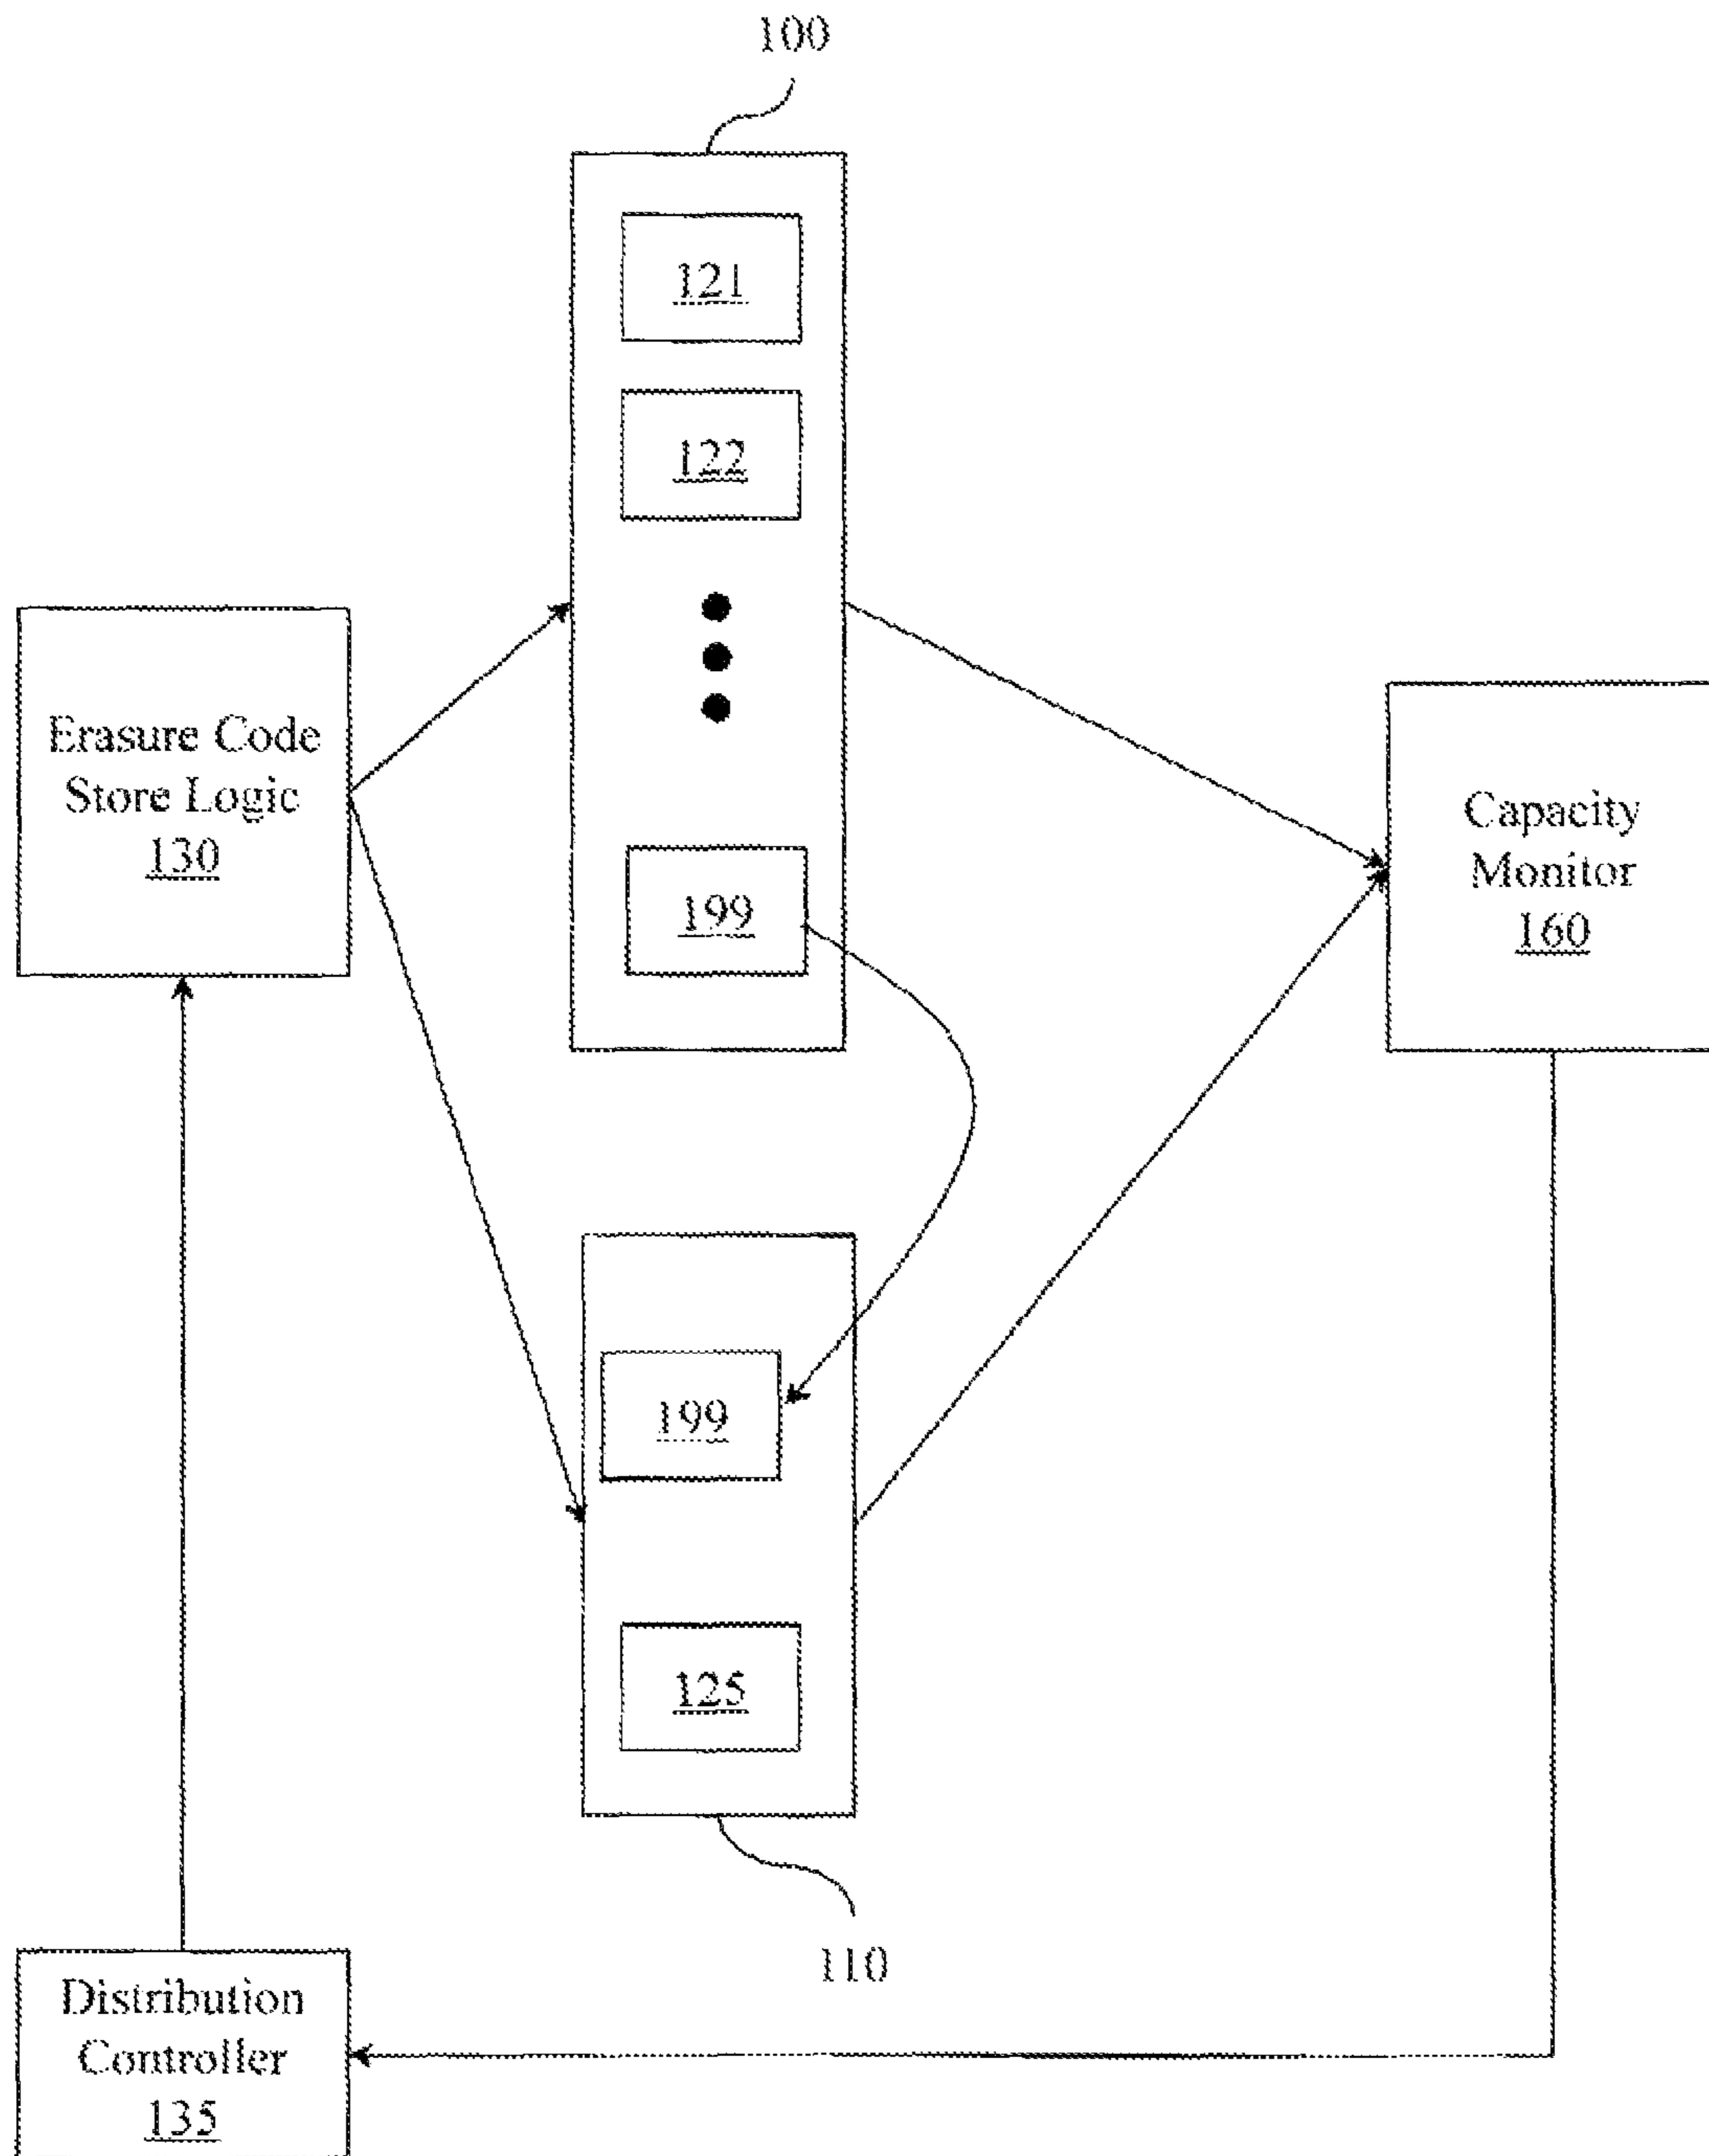 100
121
122
Erasure Code
Store Logic
130
199
Capacity
Monitor
160
199
125
110
Distribution
Controller
135